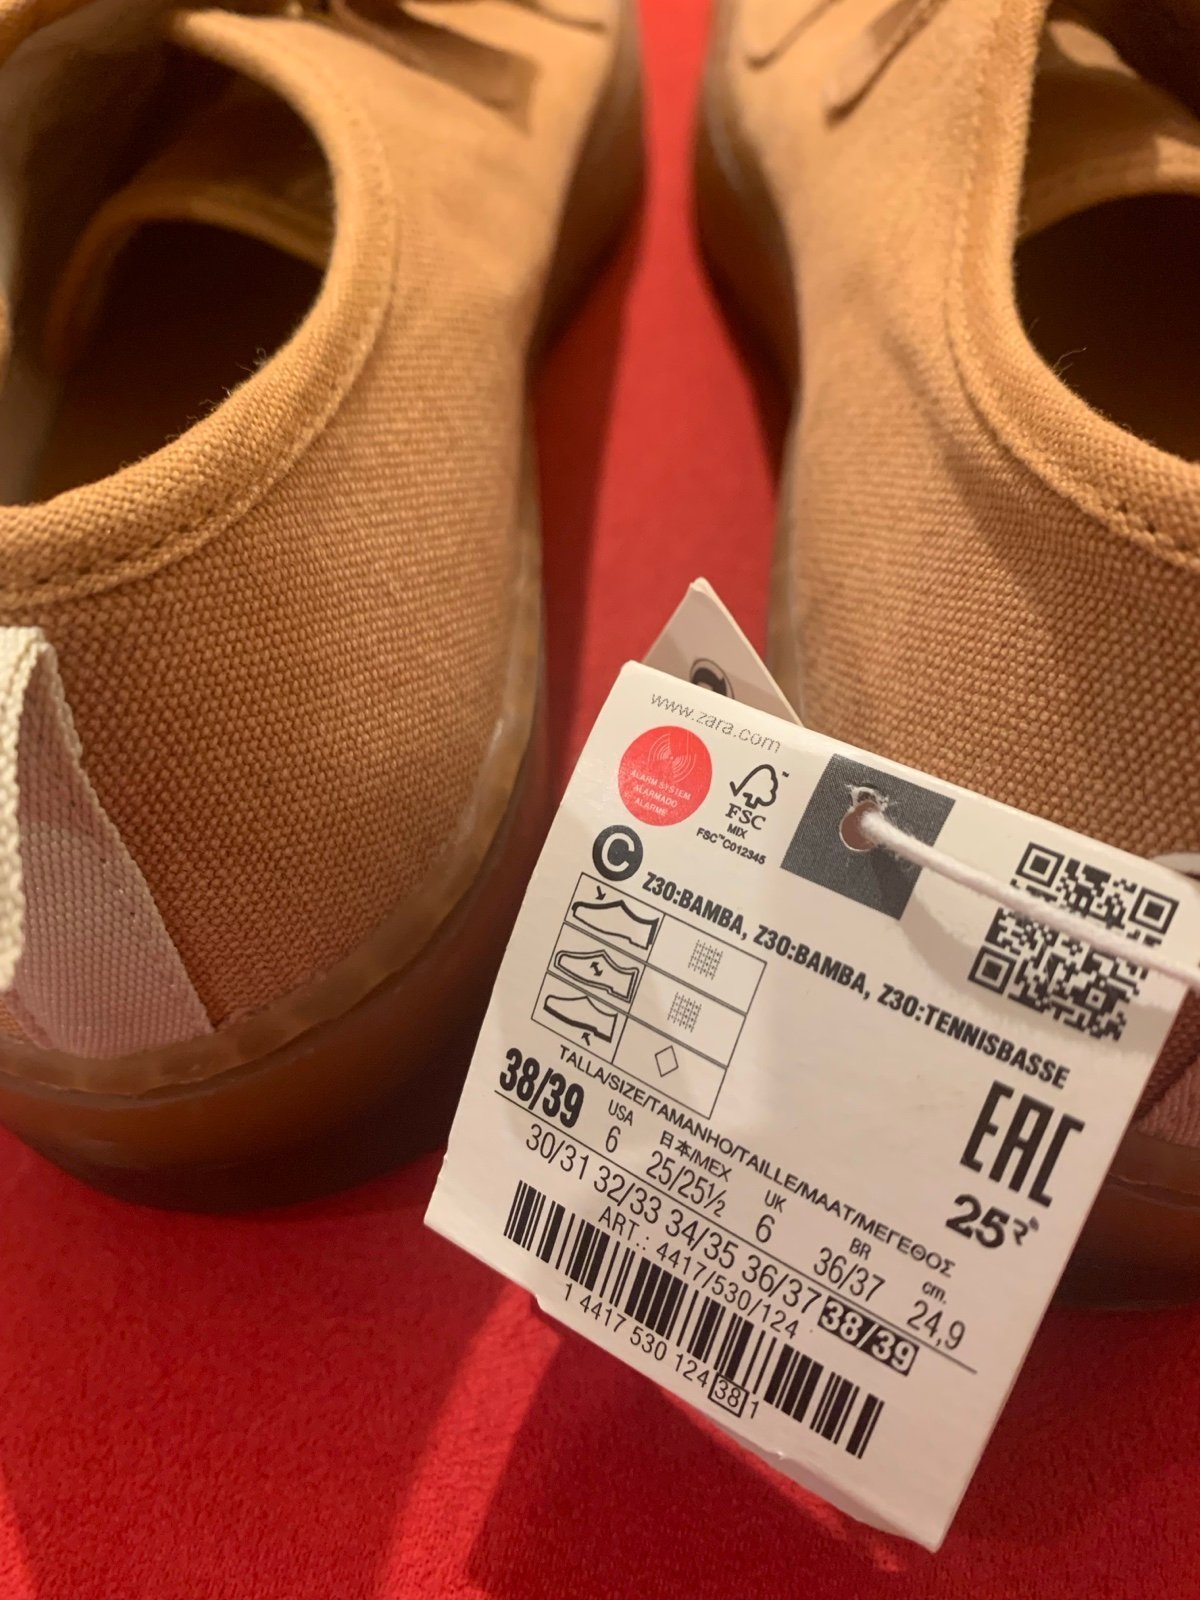 www.zara.com
ALARM SYSTEM
ALARMADO
ALARME
FSC
MIX
FSC™ C012345
C
Z30:BAMBA, Z30:BAMBA, Z30:TENNISBASSE
EAC
TALLA/SIZE/TAMANHO/TAILLE/MAAT/ΜΕΓΕΘΟΣ
38/39
USA 日本/MEX UK BR cm.
6 25/25½ 6 36/37 24,9
30/31 32/33 34/35 36/37 38/39
ART.: 4417/530/124
1 4417 530 124 38 1